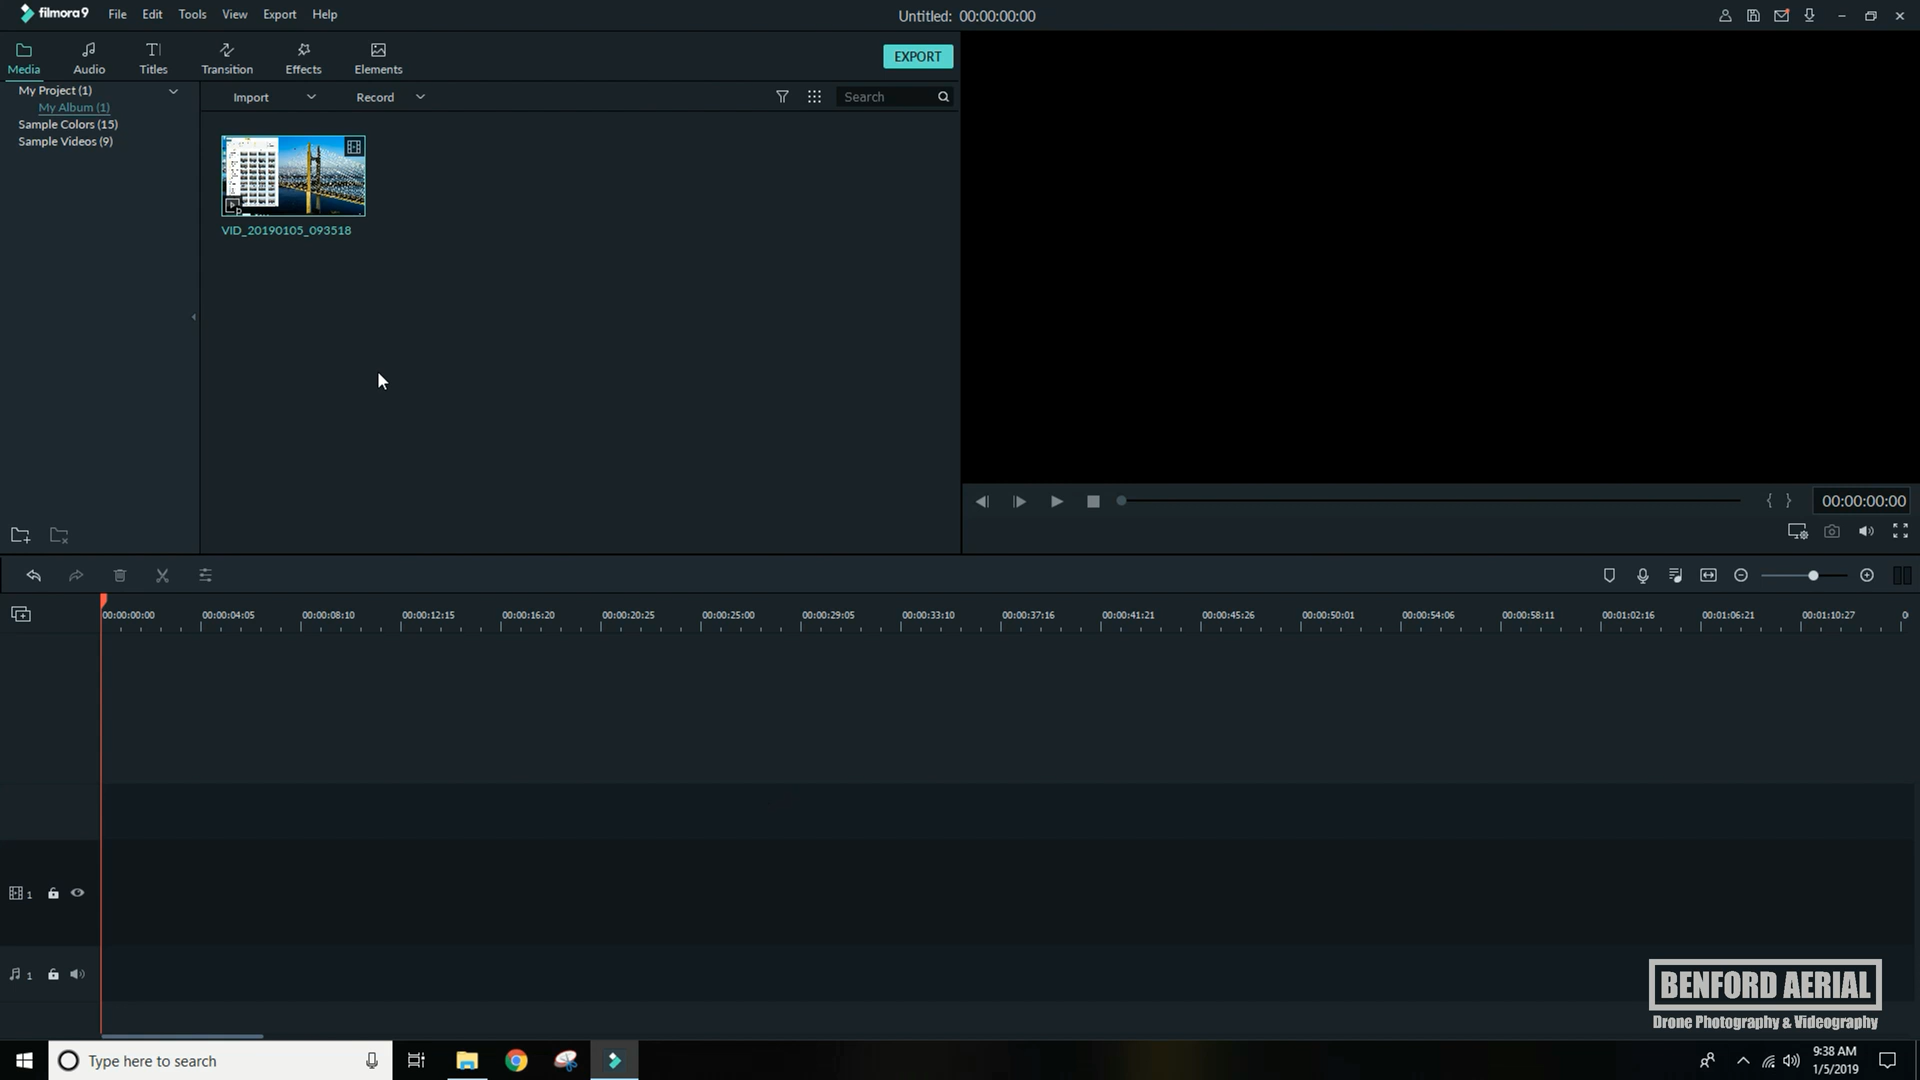 filmora9 File Edit Tools View Export Help Untitled: 00:00:00:00
Media Audio Titles Transition Effects Elements EXPORT
My Project (1)
My Album (1)
Sample Colors (15)
Sample Videos (9)
Import Record Search
VID_20190105_093518
{ } 00:00:00:00
00:00:00:00 00:00:04:05 00:00:08:10 00:00:12:15 00:00:16:20 00:00:20:25 00:00:25:00 00:00:29:05 00:00:33:10 00:00:37:16 00:00:41:21 00:00:45:26 00:00:50:01 00:00:54:06 00:00:58:11 00:01:02:16 00:01:06:21 00:01:10:27
1
1
BENFORD AERIAL
Drone Photography & Videography
Type here to search
9:38 AM
1/5/2019